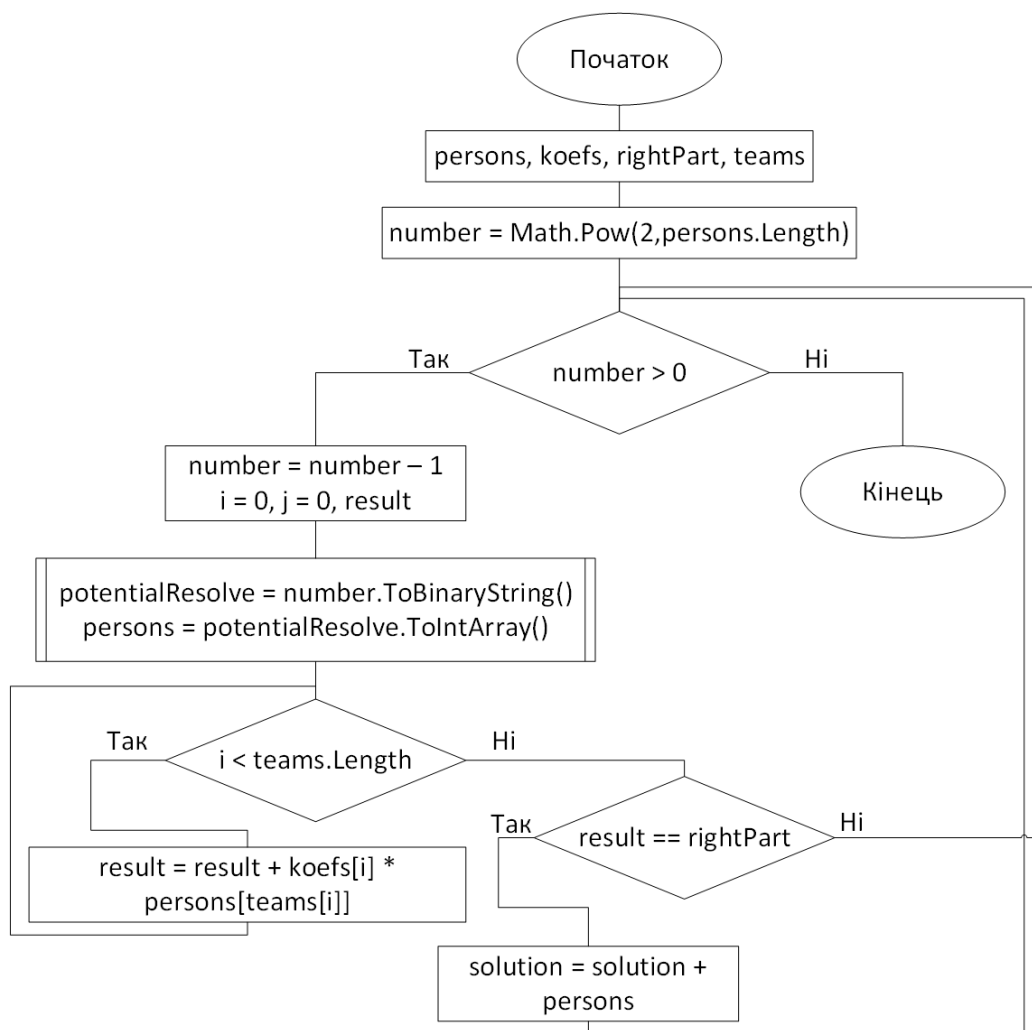 Початок
persons, koefs, rightPart, teams
number = Math.Pow(2,persons.Length)
Так
number > 0
Ні
number = number – 1
i = 0, j = 0, result
Кінець
potentialResolve = number.ToBinaryString()
persons = potentialResolve.ToIntArray()
Так
i < teams.Length
Ні
Так
result == rightPart
Ні
result = result + koefs[i] *
persons[teams[i]]
solution = solution +
persons